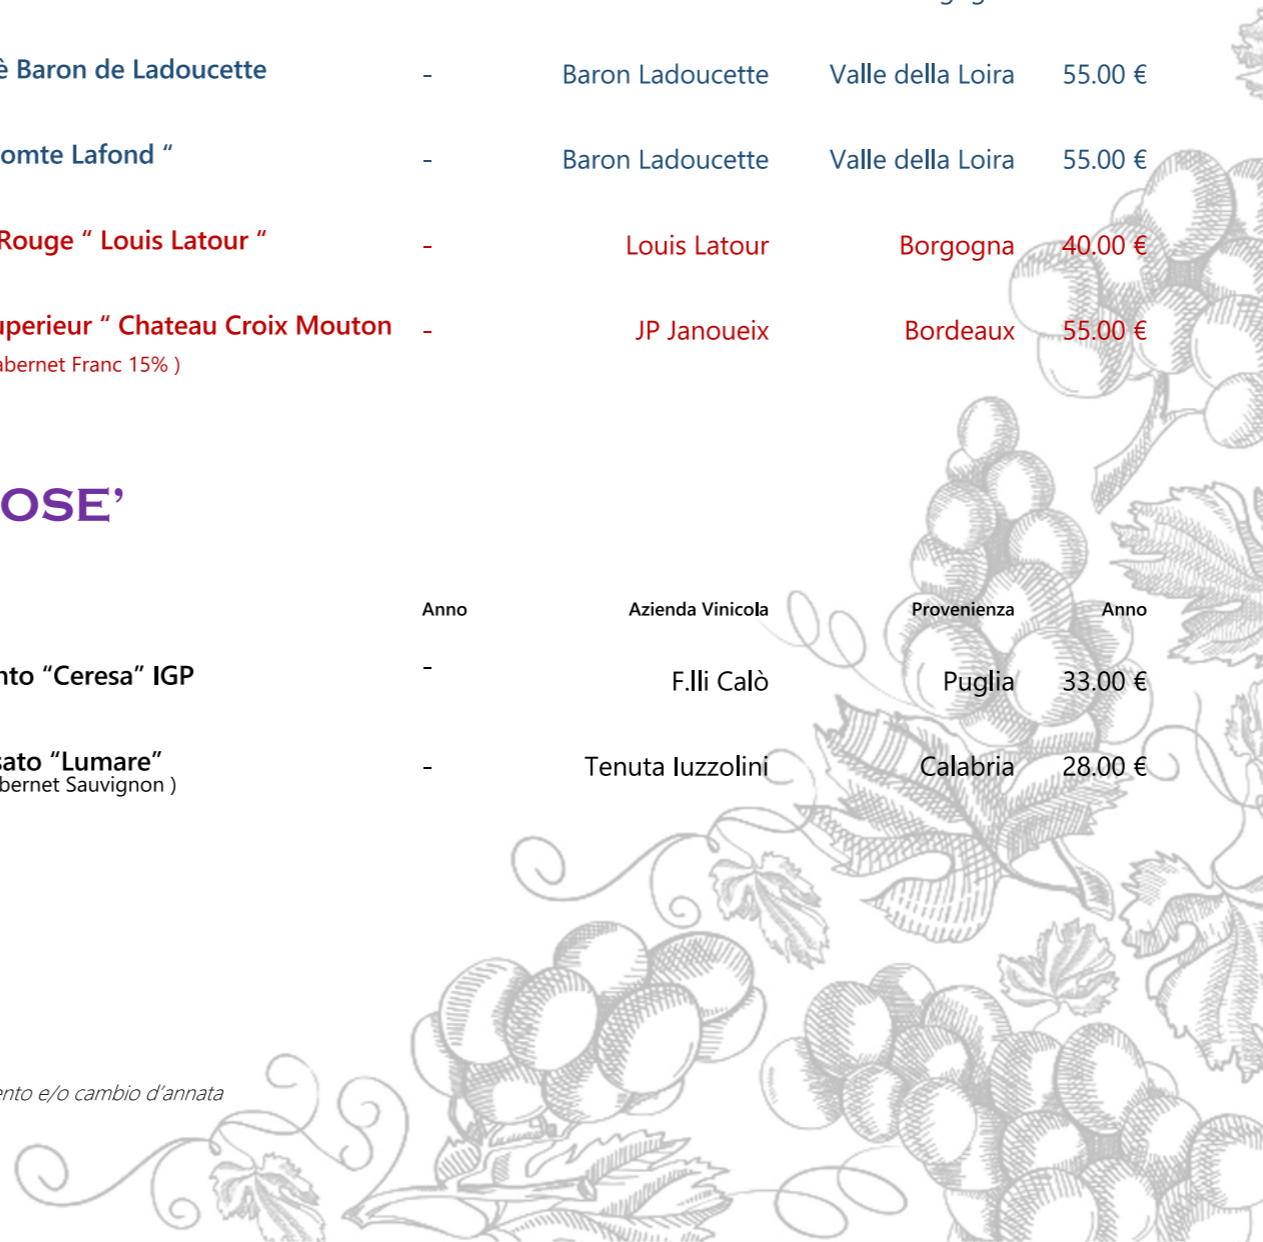 è Baron de Ladoucette - Baron Ladoucette Valle della Loira 55.00 €
omte Lafond “ - Baron Ladoucette Valle della Loira 55.00 €
Rouge “ Louis Latour “ - Louis Latour Borgogna 40.00 €
uperieur “ Chateau Croix Mouton - JP Janoueix Bordeaux 55.00 €
abernet Franc 15% )
OSE’
Anno Azienda Vinicola Provenienza Anno
nto “Ceresa” IGP - F.lli Calò Puglia 33.00 €
sato “Lumare” - Tenuta Iuzzolini Calabria 28.00 €
bernet Sauvignon )
ento e/o cambio d’annata